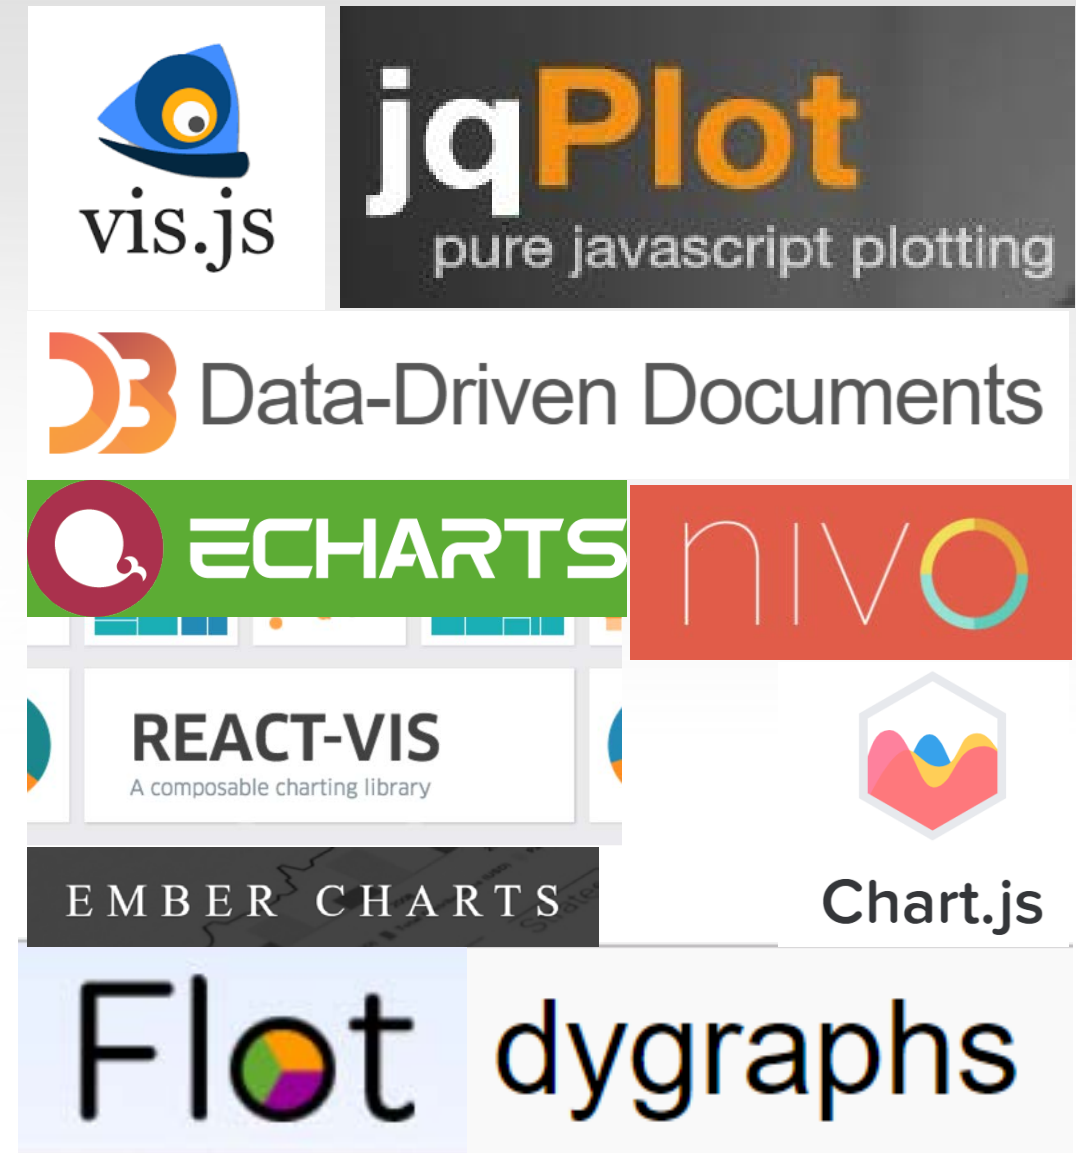 vis.js
jqPlot
pure javascript plotting
D3 Data-Driven Documents
ECHARTS
nivo
REACT-VIS
A composable charting library
EMBER CHARTS
Chart.js
Flot
dygraphs